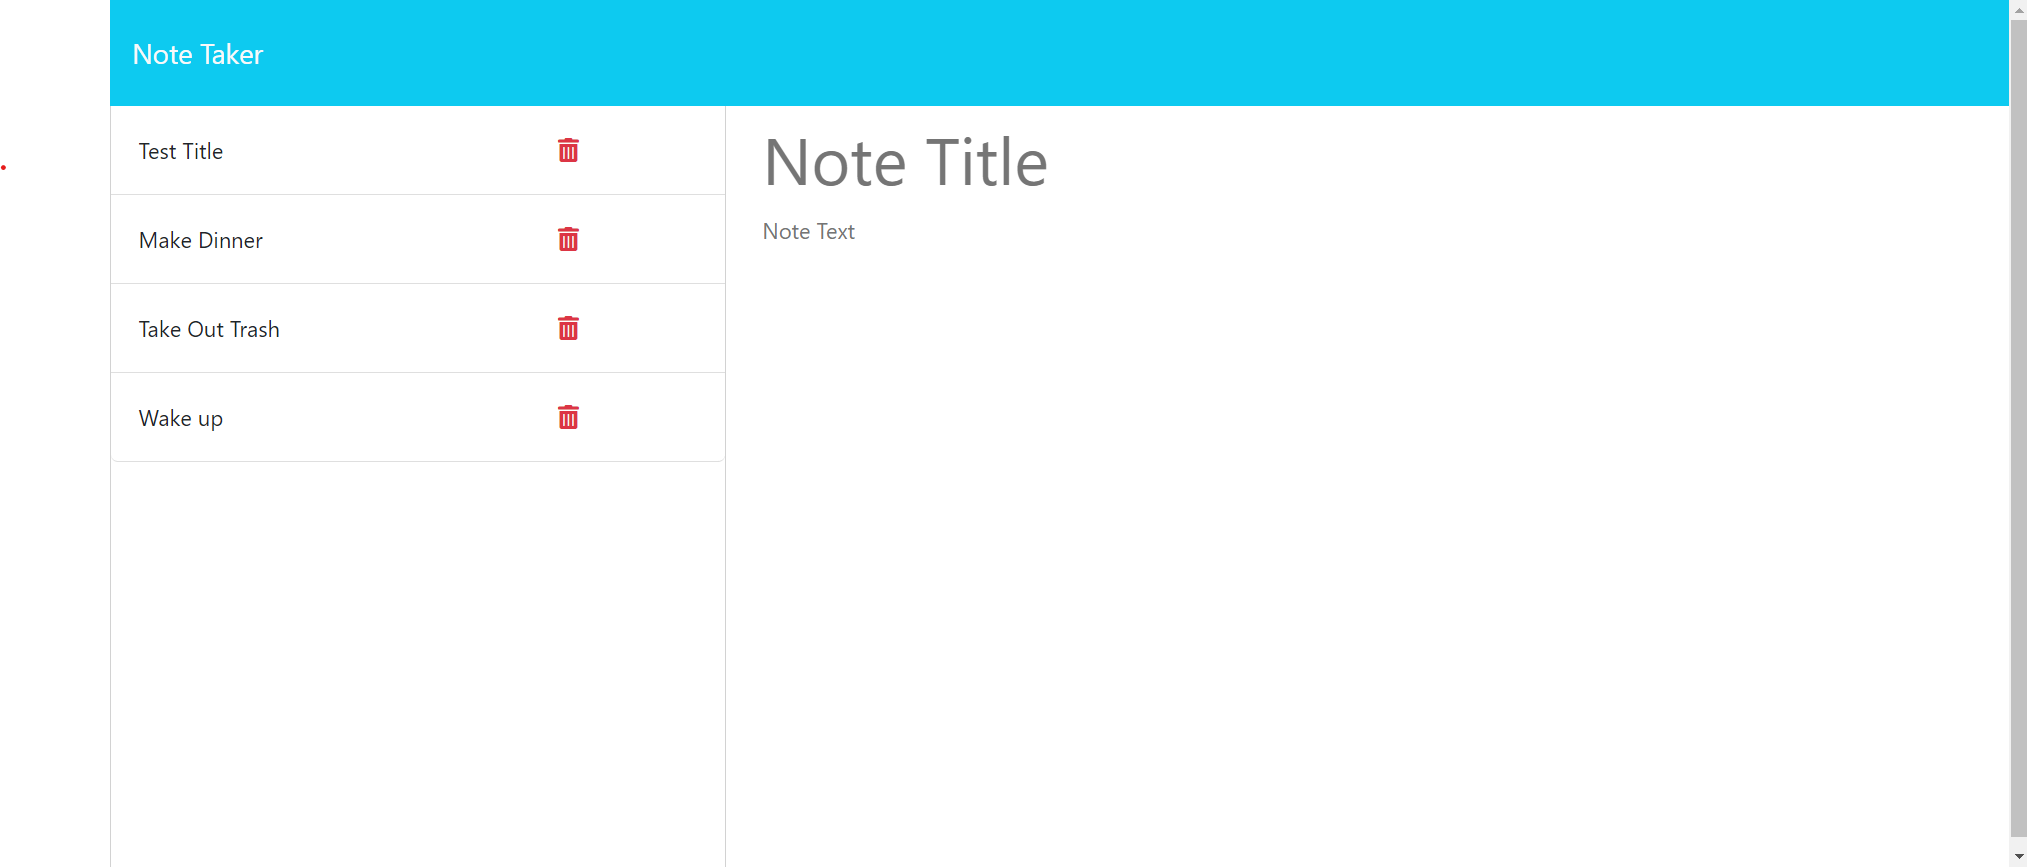 Note Taker
Test Title
Make Dinner
Take Out Trash
Wake up
Note Title
Note Text